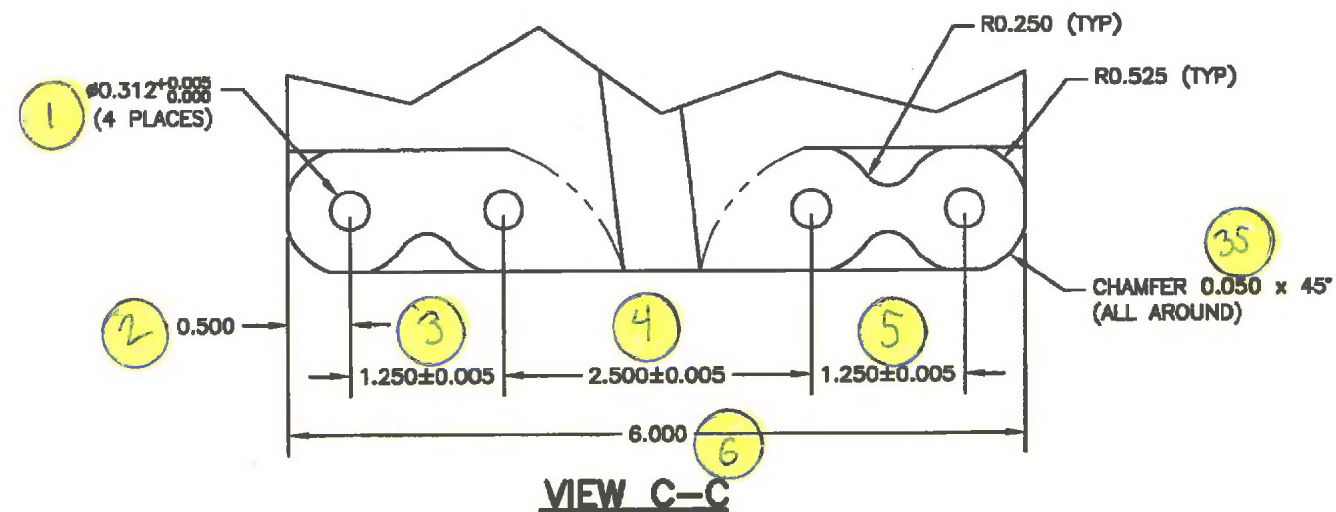 R0.250 (TYP)
R0.525 (TYP)
1
ø0.312+0.005
0.000
(4 PLACES)
35
CHAMFER 0.050 x 45°
(ALL AROUND)
2
0.500
3
4
5
1.250±0.005
2.500±0.005
1.250±0.005
6.000
6
VIEW C-C